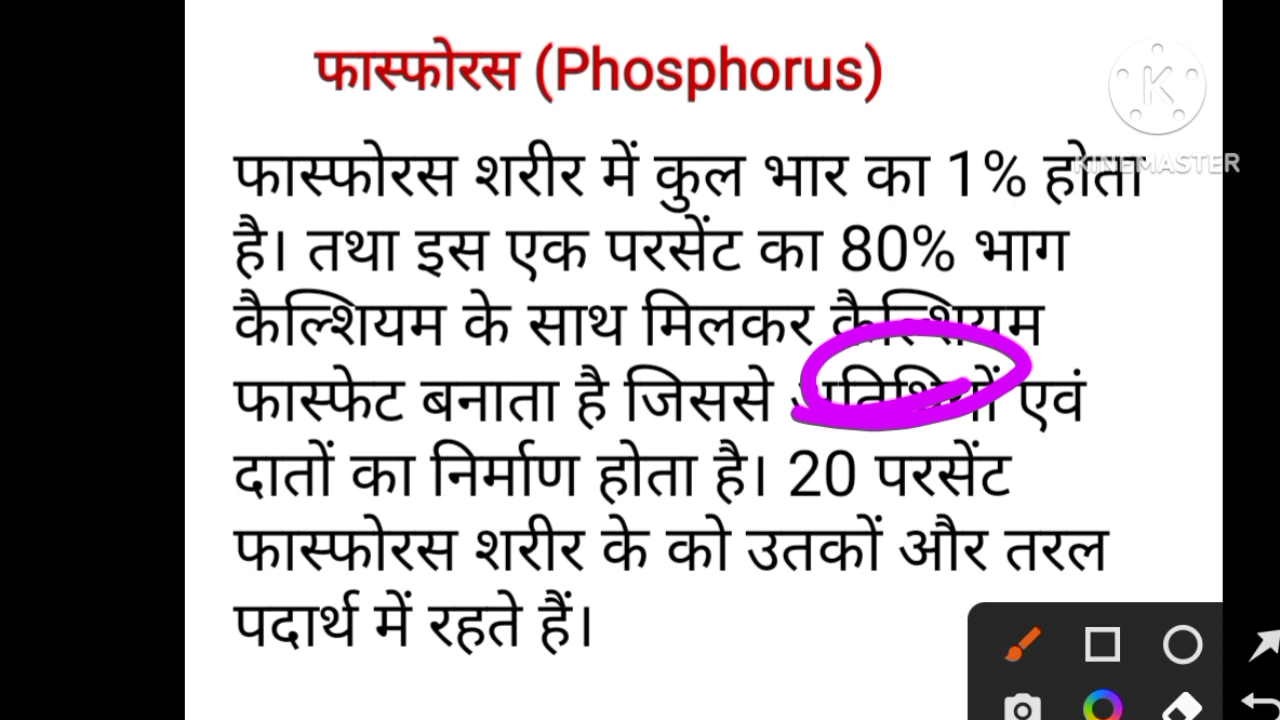 फास्फोरस (Phosphorus)
फास्फोरस शरीर में कुल भार का 1% होता
है। तथा इस एक परसेंट का 80% भाग
कैल्शियम के साथ मिलकर कैल्शियम
फास्फेट बनाता है जिससे एवं
दातों का निर्माण होता है। 20 परसेंट
फास्फोरस शरीर के को उतकों और तरल
पदार्थ में रहते हैं।
K
KINEMASTER